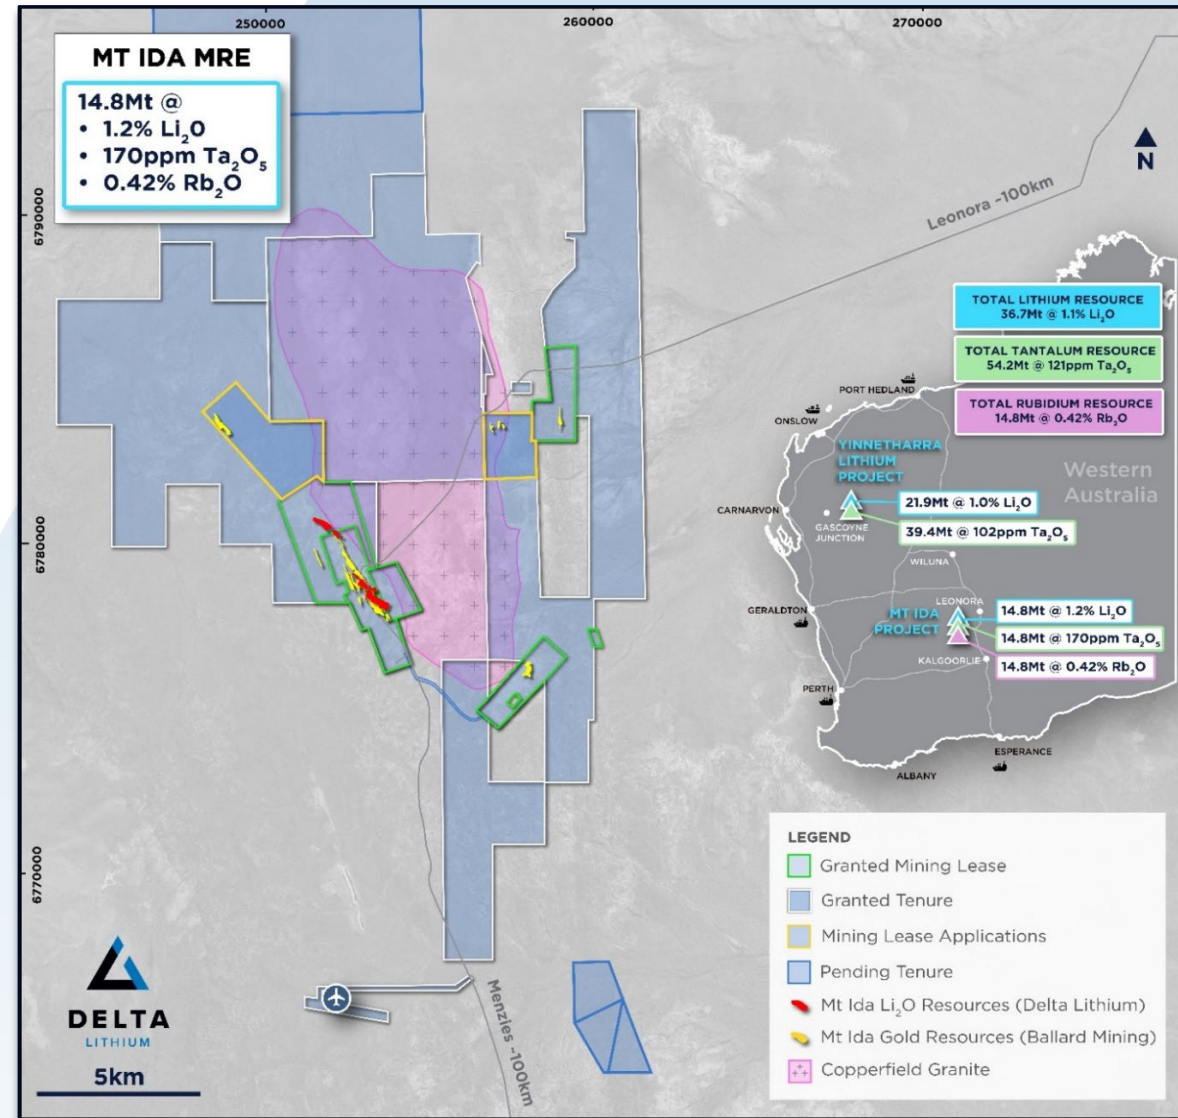 250000
260000
270000
MT IDA MRE
14.8Mt @
• 1.2% Li₂O
• 170ppm Ta₂O₅
• 0.42% Rb₂O
N
6790000
6780000
6770000
Leonora ~100km
Menzies ~100km
TOTAL LITHIUM RESOURCE
36.7Mt @ 1.1% Li₂O
TOTAL TANTALUM RESOURCE
54.2Mt @ 121ppm Ta₂O₅
TOTAL RUBIDIUM RESOURCE
14.8Mt @ 0.42% Rb₂O
PORT HEDLAND
ONSLOW
YINNETHARRA
LITHIUM
PROJECT
Western
Australia
21.9Mt @ 1.0% Li₂O
39.4Mt @ 102ppm Ta₂O₅
CARNARVON
GASCOYNE
JUNCTION
WILUNA
LEONORA
GERALDTON
MT IDA
PROJECT
14.8Mt @ 1.2% Li₂O
14.8Mt @ 170ppm Ta₂O₅
14.8Mt @ 0.42% Rb₂O
KALGOORLIE
PERTH
ESPERANCE
ALBANY
LEGEND
Granted Mining Lease
Granted Tenure
Mining Lease Applications
Pending Tenure
Mt Ida Li₂O Resources (Delta Lithium)
Mt Ida Gold Resources (Ballard Mining)
Copperfield Granite
DELTA
LITHIUM
5km